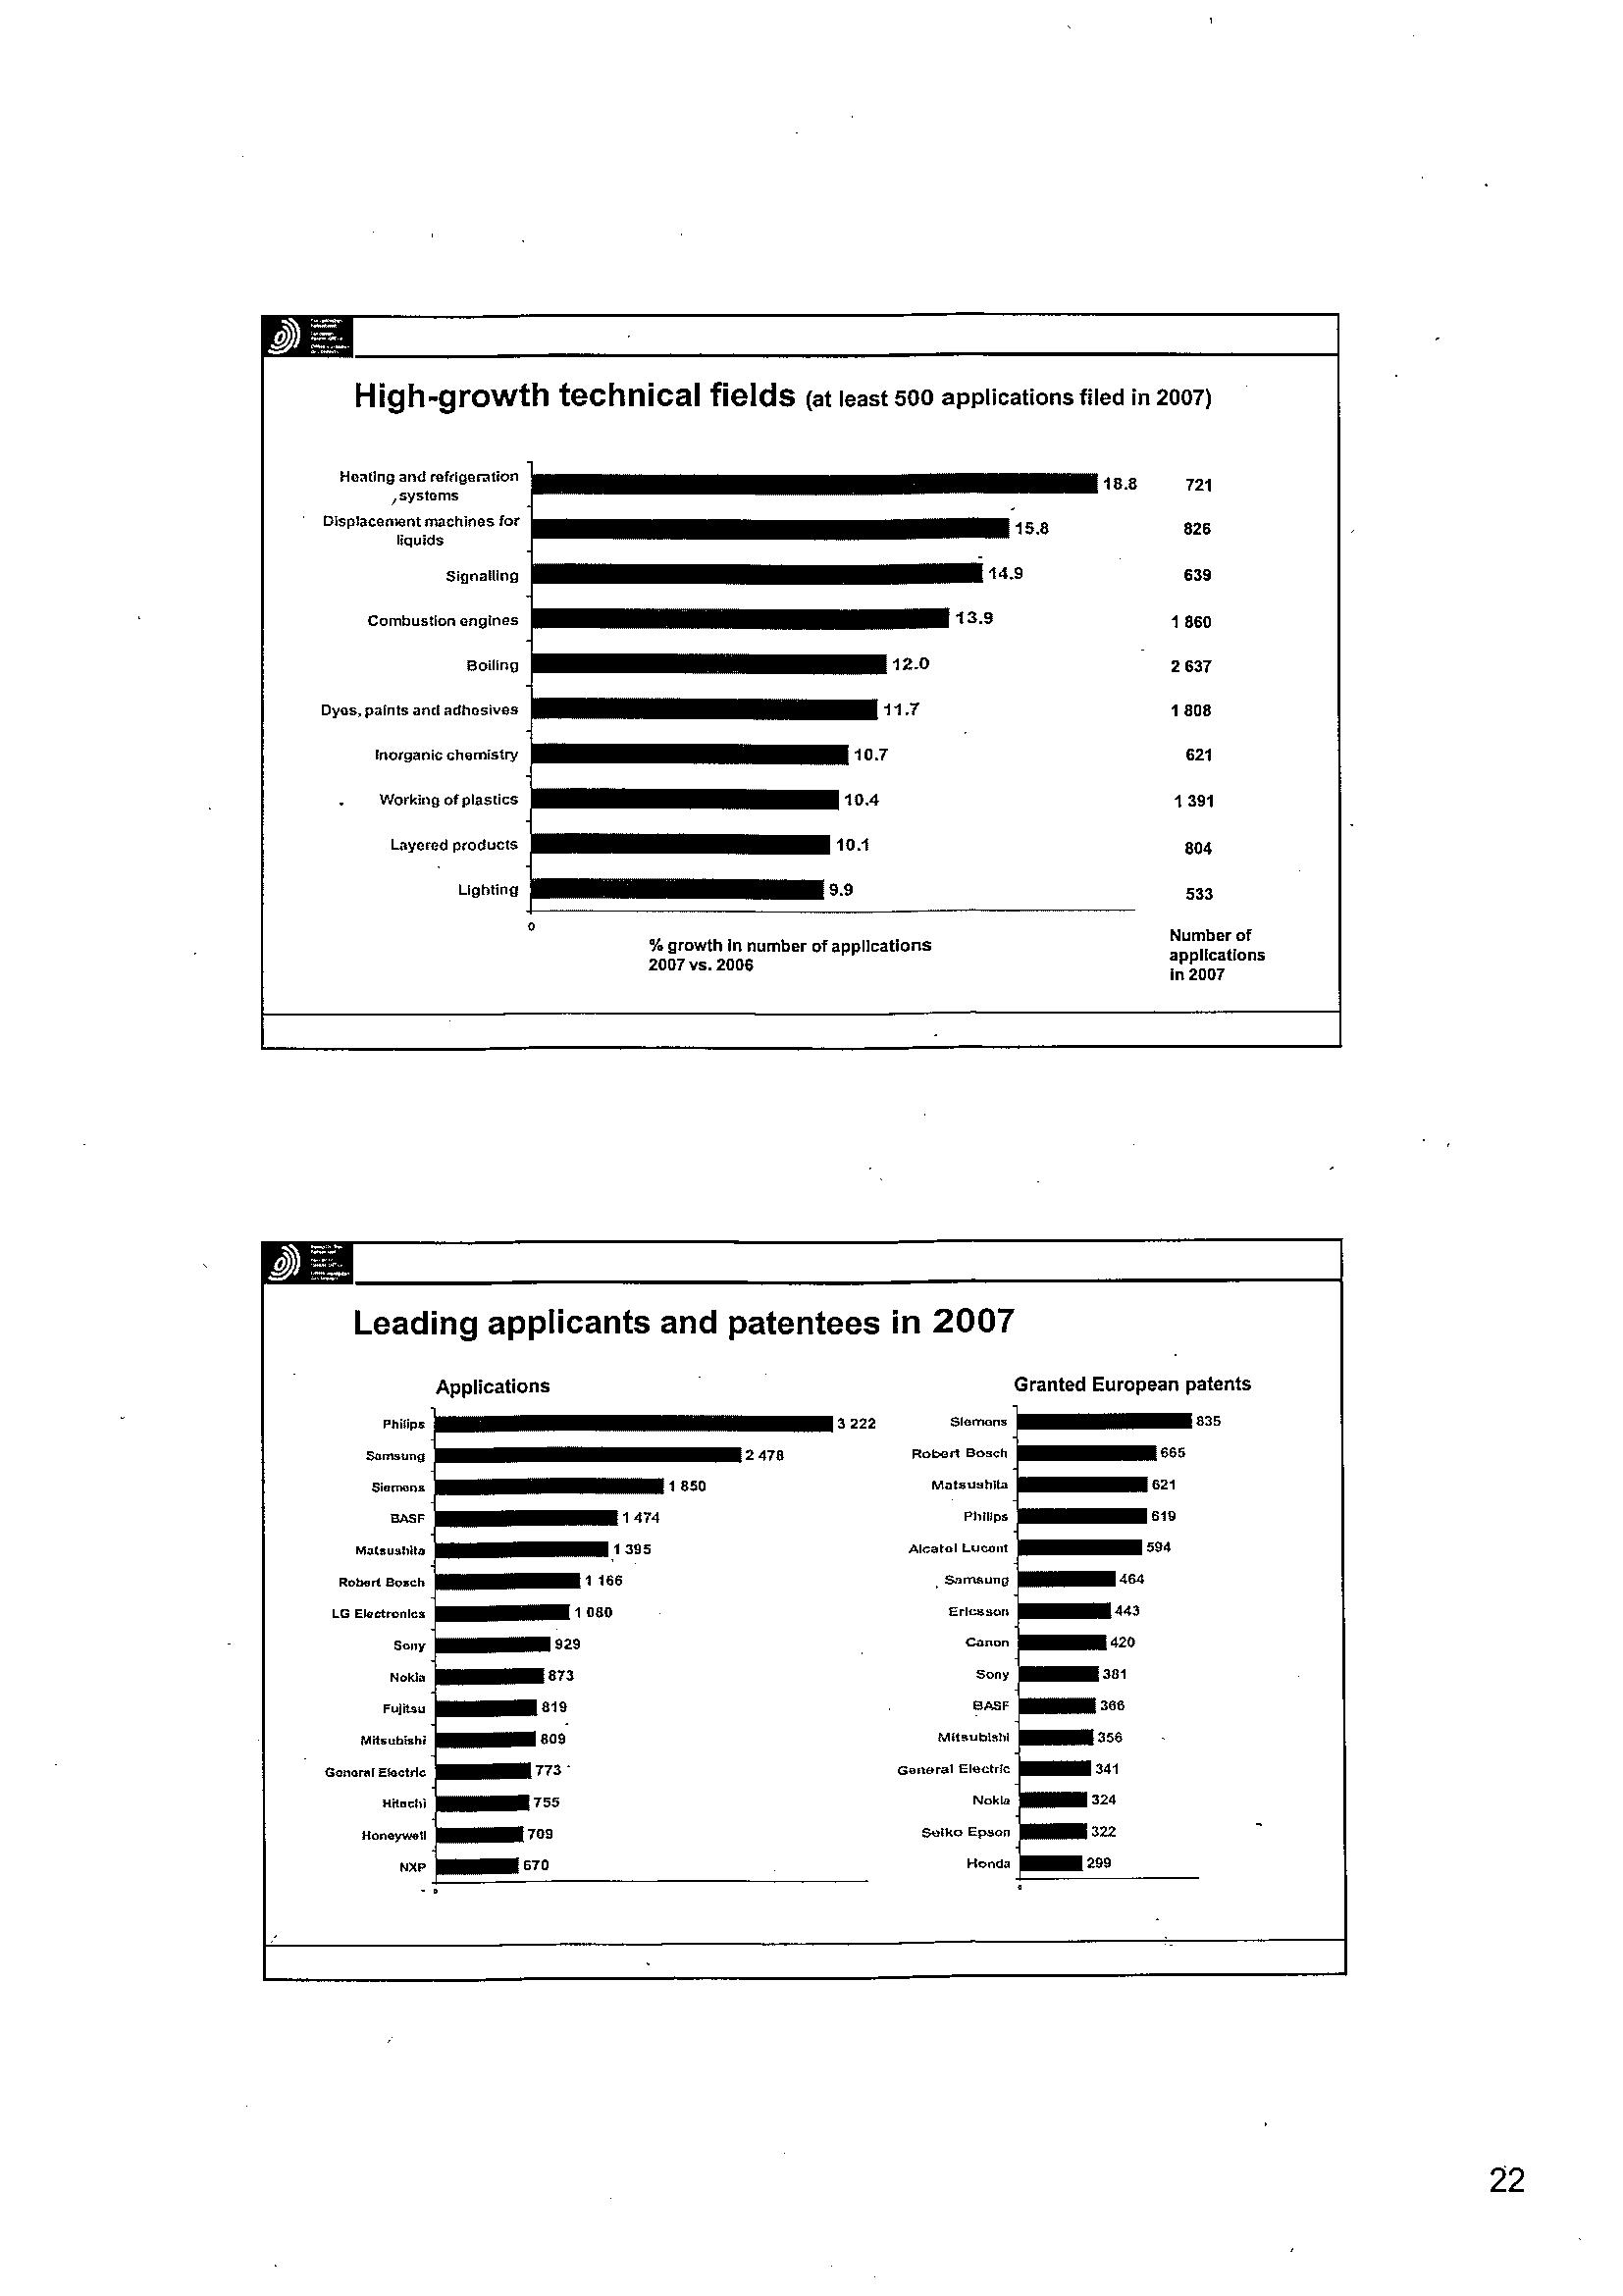 High-growth technical fields (at least 500 applications filed in 2007)
Heating and refrigeration
systems
18.8 721
Displacement machines for
liquids
15.8 826
Signalling 14.9 639
Combustion engines 13.9 1 860
Boiling 12.0 2 637
Dyes, paints and adhesives 11.7 1 808
Inorganic chemistry 10.7 621
Working of plastics 10.4 1 391
Layered products 10.1 804
Lighting 9.9 533
0
% growth in number of applications
2007 vs. 2006
Number of
applications
in 2007
Leading applicants and patentees in 2007
Applications
Philips 3 222
Samsung 2 478
Siemens 1 850
BASF 1 474
Matsushita 1 395
Robert Bosch 1 166
LG Electronics 1 080
Sony 929
Nokia 873
Fujitsu 819
Mitsubishi 809
General Electric 773
Hitachi 755
Honeywell 709
NXP 670
0
Granted European patents
Siemens 835
Robert Bosch 665
Matsushita 621
Philips 619
Alcatel Lucent 594
Samsung 464
Ericsson 443
Canon 420
Sony 381
BASF 366
Mitsubishi 356
General Electric 341
Nokia 324
Seiko Epson 322
Honda 299
0
22